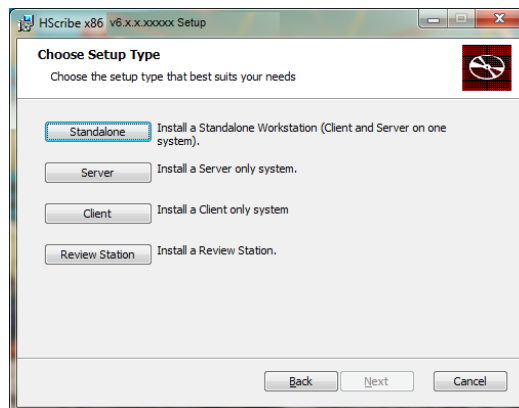 HScribe x86 v6.x.x.xxxxx Setup
Choose Setup Type
Choose the setup type that best suits your needs
Standalone Install a Standalone Workstation (Client and Server on one
system).
Server Install a Server only system.
Client Install a Client only system
Review Station Install a Review Station.
Back Next Cancel